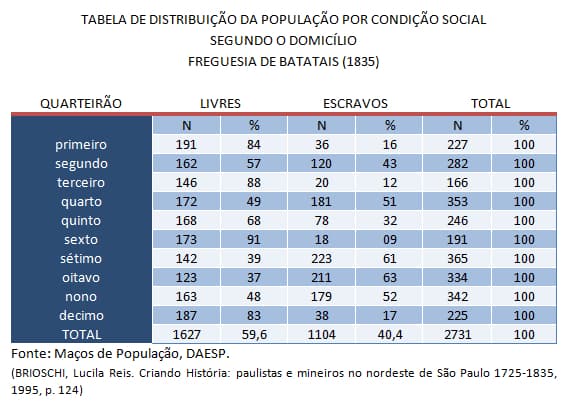 TABELA DE DISTRIBUIÇÃO DA POPULAÇÃO POR CONDIÇÃO SOCIAL
SEGUNDO O DOMICÍLIO
FREGUESIA DE BATATAIS (1835)
QUARTEIRÃO LIVRES ESCRAVOS TOTAL
N % N % N %
primeiro 191 84 36 16 227 100
segundo 162 57 120 43 282 100
terceiro 146 88 20 12 166 100
quarto 172 49 181 51 353 100
quinto 168 68 78 32 246 100
sexto 173 91 18 09 191 100
sétimo 142 39 223 61 365 100
oitavo 123 37 211 63 334 100
nono 163 48 179 52 342 100
decimo 187 83 38 17 225 100
TOTAL 1627 59,6 1104 40,4 2731 100
Fonte: Maços de População, DAESP.
(BRIOSCHI, Lucila Reis. Criando História: paulistas e mineiros no nordeste de São Paulo 1725-1835,
1995, p. 124)